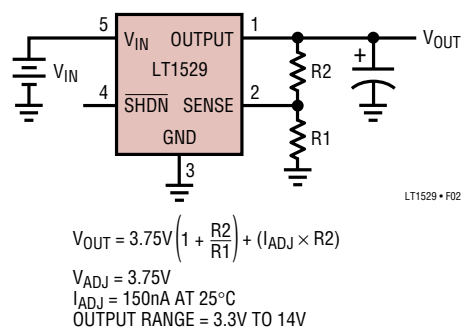 5 V_IN OUTPUT 1 V_OUT
+
R2
V_IN LT1529
4 S̅H̅D̅N̅ SENSE 2
R1
GND
3
LT1529 • F02
V_OUT = 3.75V(1 + R2/R1) + (I_ADJ × R2)
V_ADJ = 3.75V
I_ADJ = 150nA AT 25°C
OUTPUT RANGE = 3.3V TO 14V